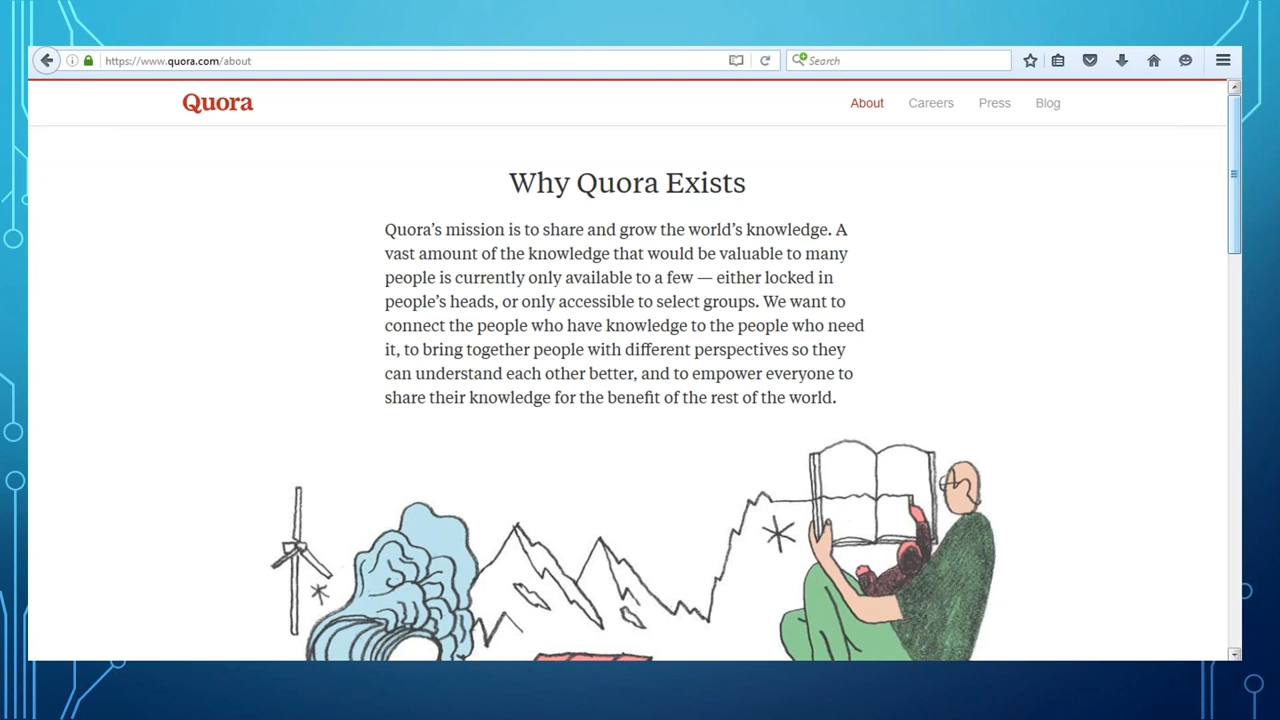 https://www.quora.com/about
Search
Quora
About Careers Press Blog
Why Quora Exists
Quora’s mission is to share and grow the world’s knowledge. A
vast amount of the knowledge that would be valuable to many
people is currently only available to a few — either locked in
people’s heads, or only accessible to select groups. We want to
connect the people who have knowledge to the people who need
it, to bring together people with different perspectives so they
can understand each other better, and to empower everyone to
share their knowledge for the benefit of the rest of the world.